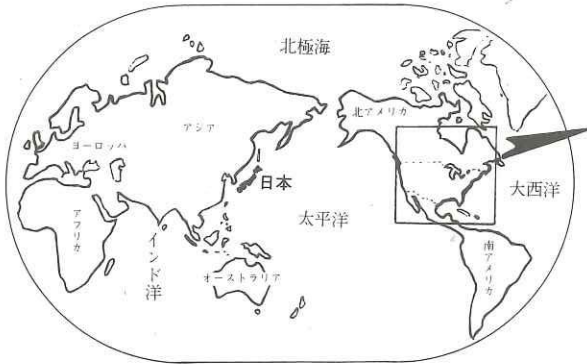 北極海
北アメリカ
アジア
ヨーロッパ
日本
大西洋
太平洋
アフリカ
インド洋
南アメリカ
オーストラリア